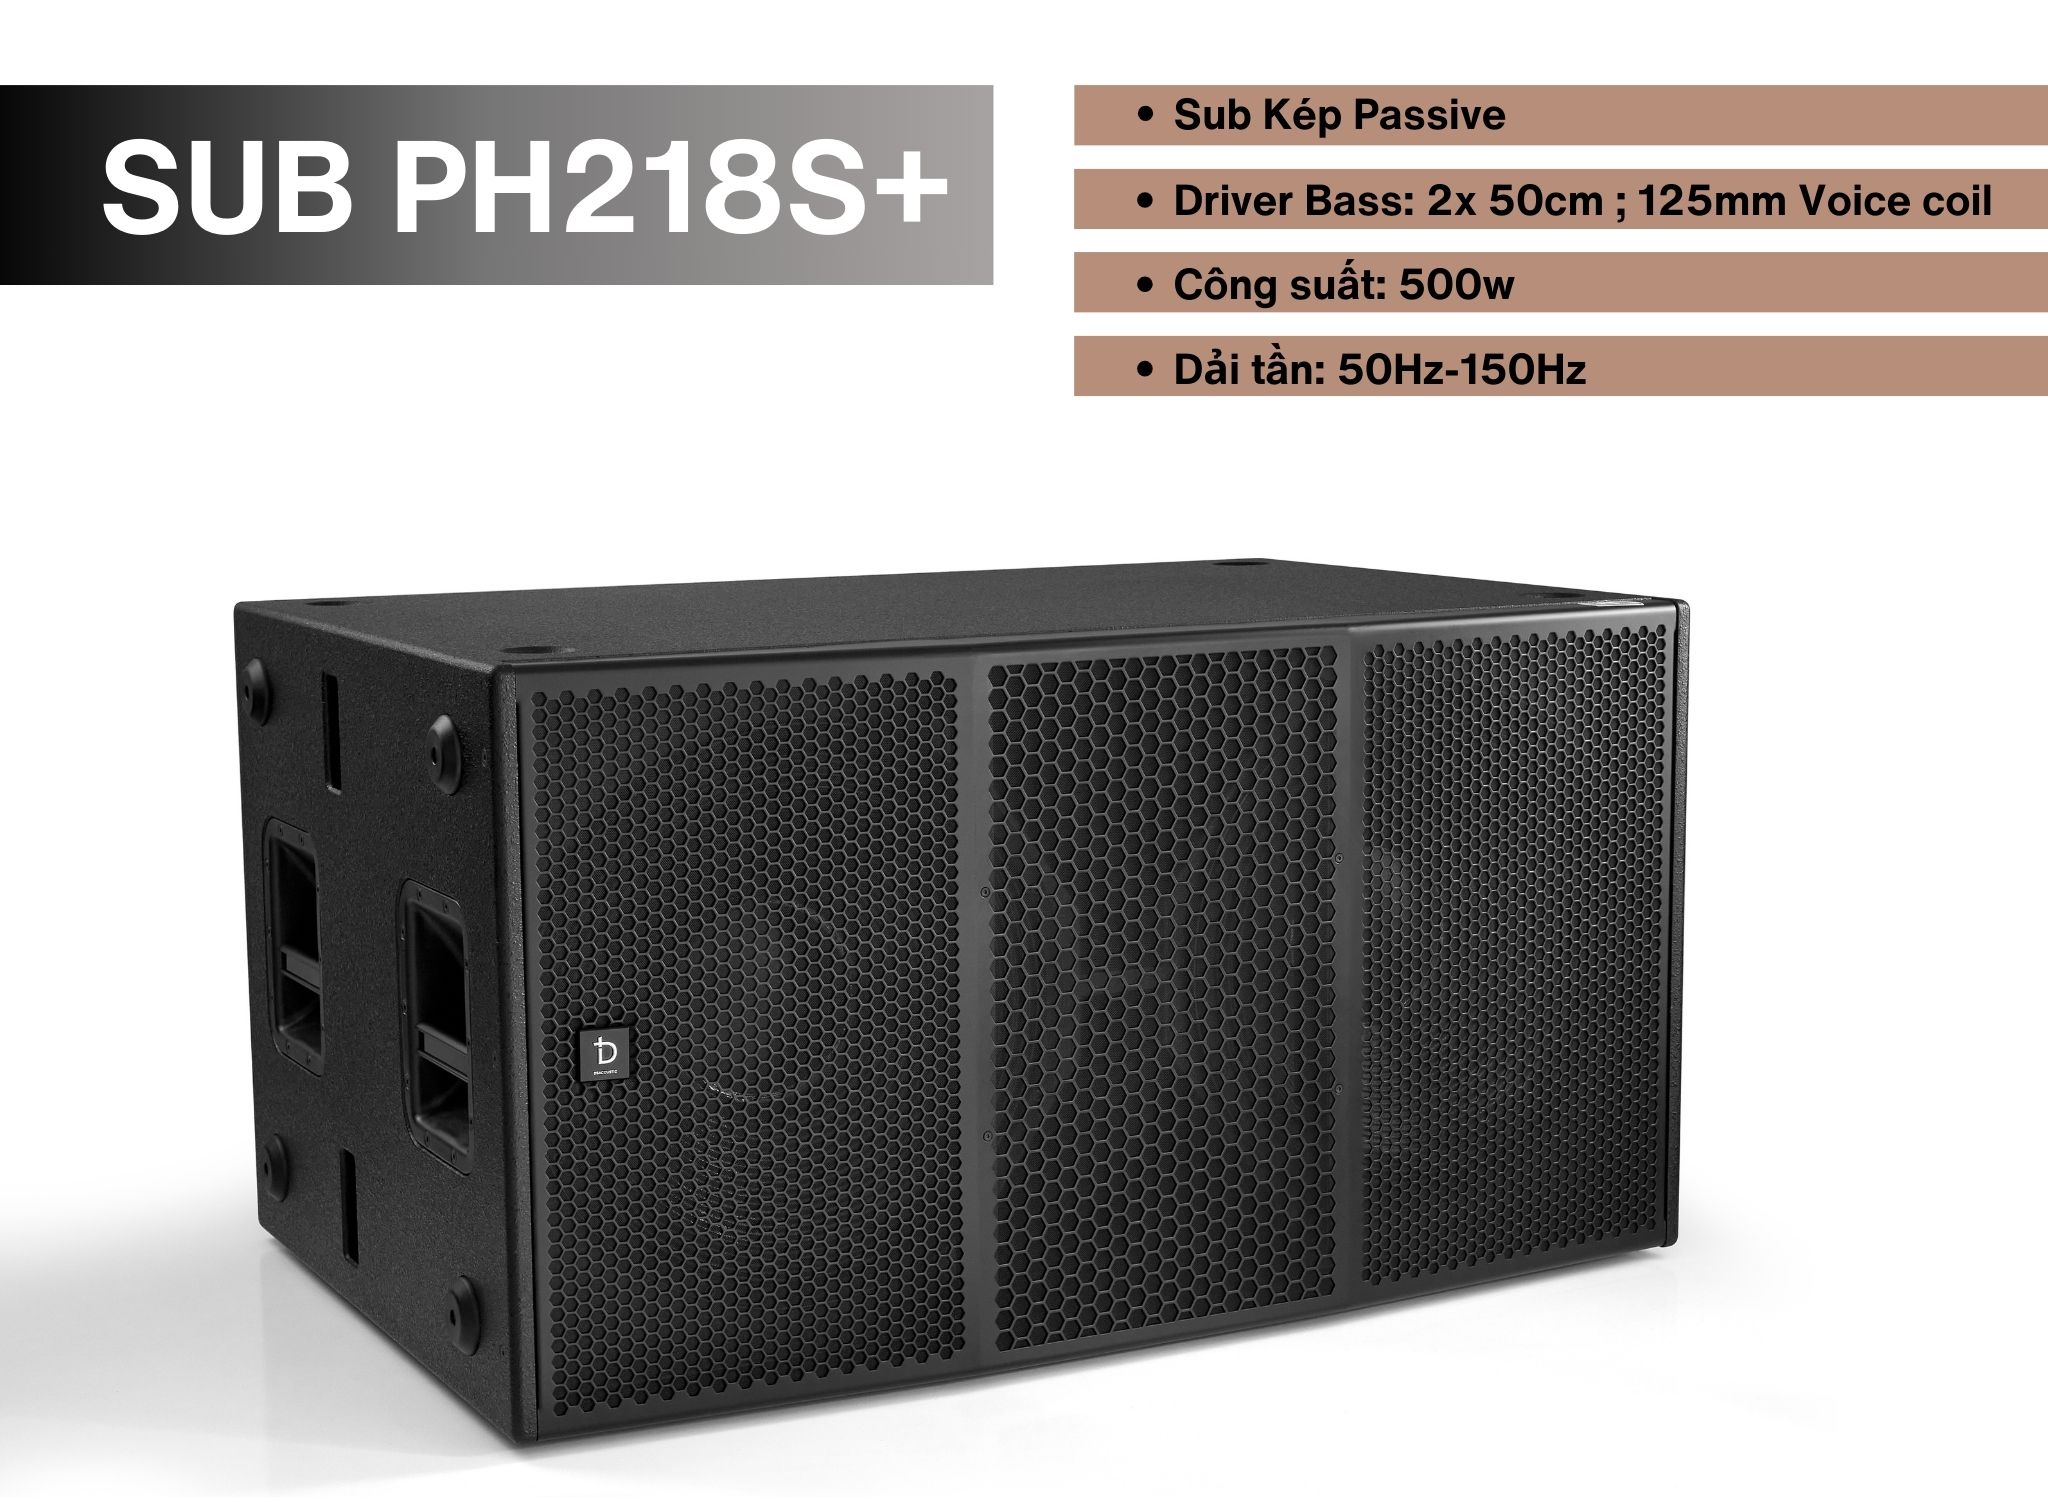 SUB PH218S+
• Sub Kép Passive
• Driver Bass: 2x 50cm ; 125mm Voice coil
• Công suất: 500w
• Dải tần: 50Hz-150Hz
D